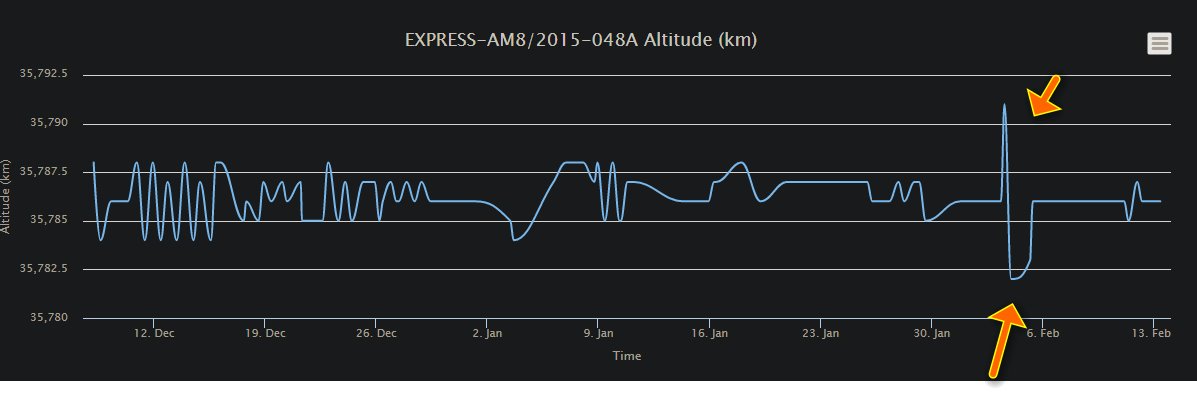 EXPRESS-AM8/2015-048A Altitude (km)
35,792.5
35,790
35,787.5
35,785
35,782.5
35,780
Altitude (km)
12. Dec
19. Dec
26. Dec
2. Jan
9. Jan
16. Jan
23. Jan
30. Jan
6. Feb
13. Feb
Time